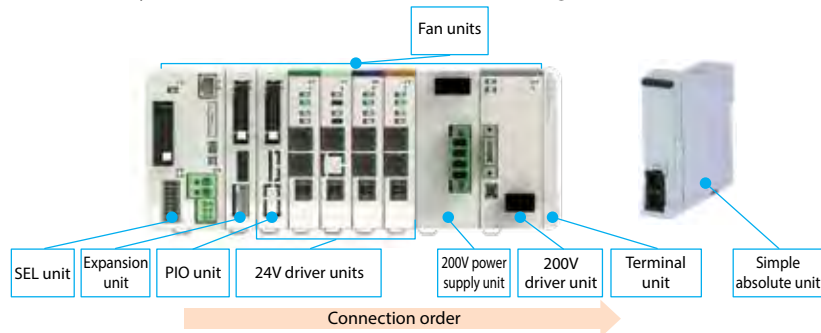 Fan units
SEL unit
Expansion
unit
PIO unit
24V driver units
200V power
supply unit
200V
driver unit
Terminal
unit
Simple
absolute unit
Connection order